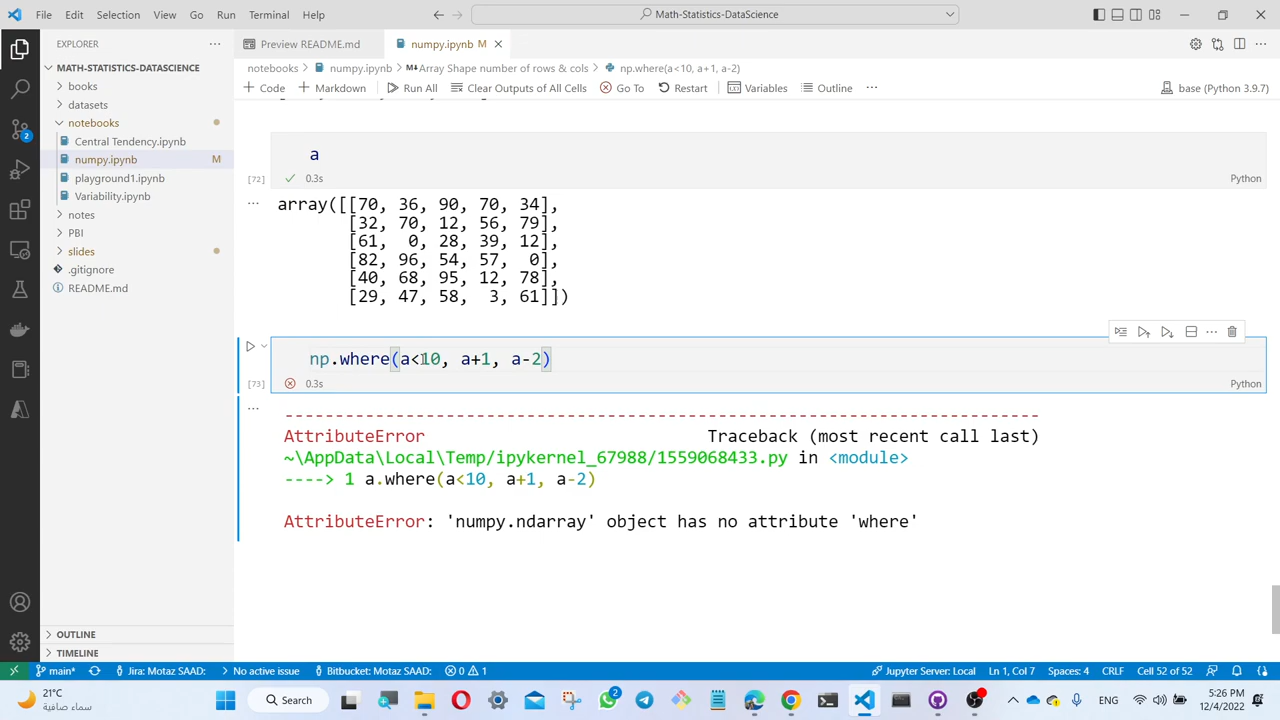 File Edit Selection View Go Run Terminal Help
Math-Statistics-DataScience
EXPLORER
Preview README.md
numpy.ipynb M
MATH-STATISTICS-DATASCIENCE
notebooks > numpy.ipynb > Array Shape number of rows & cols > np.where(a<10, a+1, a-2)
books
Code Markdown Run All Clear Outputs of All Cells Go To Restart Variables Outline ... base (Python 3.9.7)
datasets
notebooks
Central Tendency.ipynb
numpy.ipynb M
playground1.ipynb
Variability.ipynb
notes
PBI
slides
.gitignore
README.md
a
[72] 0.3s Python
array([[70, 36, 90, 70, 34],
[32, 70, 12, 56, 79],
[61, 0, 28, 39, 12],
[82, 96, 54, 57, 0],
[40, 68, 95, 12, 78],
[29, 47, 58, 3, 61]])
np.where(a<10, a+1, a-2)
[73] 0.3s Python
---------------------------------------------------------------------------
AttributeError Traceback (most recent call last)
~\AppData\Local\Temp/ipykernel_67988/1559068433.py in <module>
----> 1 a.where(a<10, a+1, a-2)
AttributeError: 'numpy.ndarray' object has no attribute 'where'
OUTLINE
TIMELINE
main* Jira: Motaz SAAD: No active issue Bitbucket: Motaz SAAD: 0 1 Jupyter Server: Local Ln 1, Col 7 Spaces: 4 CRLF Cell 52 of 52
21°C
سماء صافية
Search
2
ENG
5:26 PM
12/4/2022